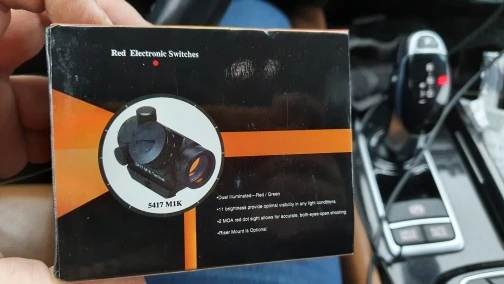 Red Electronic Switches
5417 M1K
•Dual Illuminated—Red / Green
•11 brightness provide optimal visibility in any light conditions
•2 MOA red dot sight allows for accurate, both-eyes-open shooting
•Riser Mount is Optional